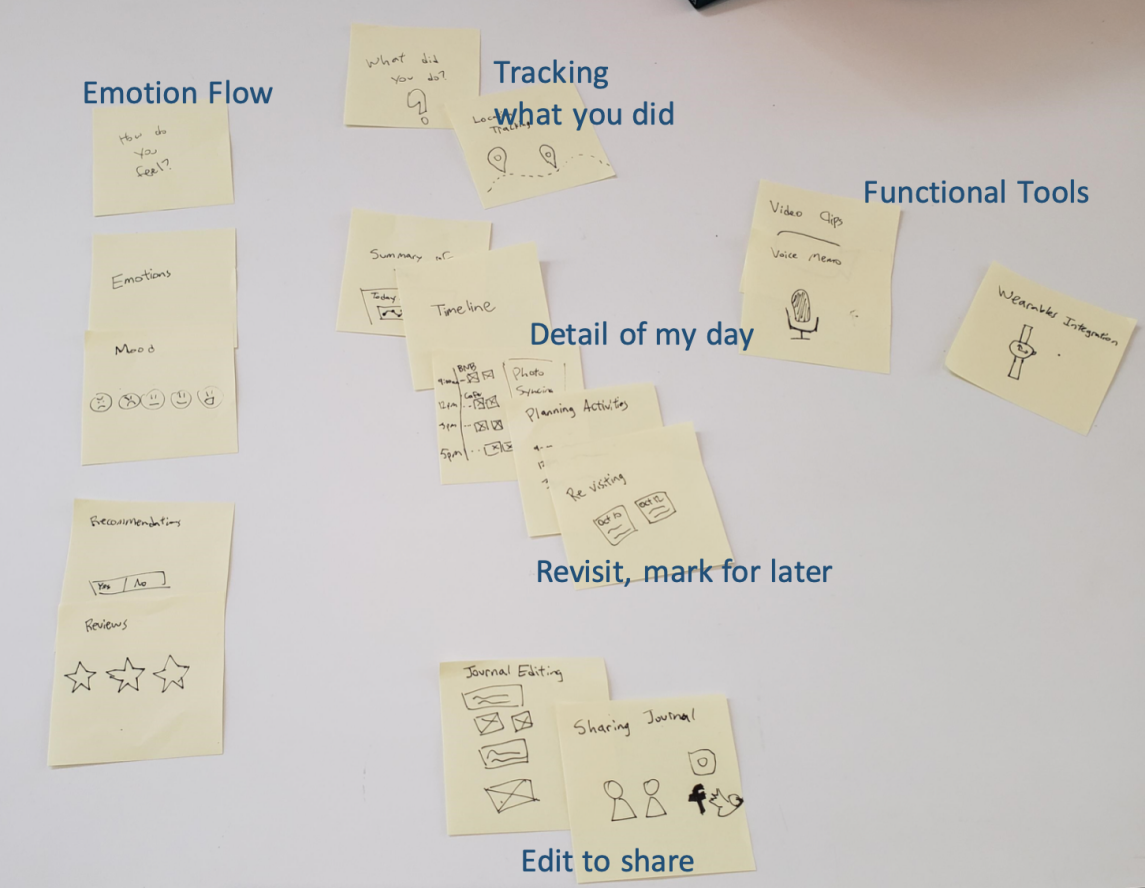 Emotion Flow
How do
you
feel?
Emotions
Mood
Recommendations
Yes No
Reviews
What did
you do?
?
Tracking
what you did
Location
Tracking
Summary of
Today
Timeline
Detail of my day
BNB
9am
Cafe
12pm
3pm
5pm
Photo
Syncing
Planning Activities
Re visiting
Oct 10
Oct 12
Revisit, mark for later
Journal Editing
Sharing Journal
f
Edit to share
Functional Tools
Video Clips
Voice Memo
Wearables Integration